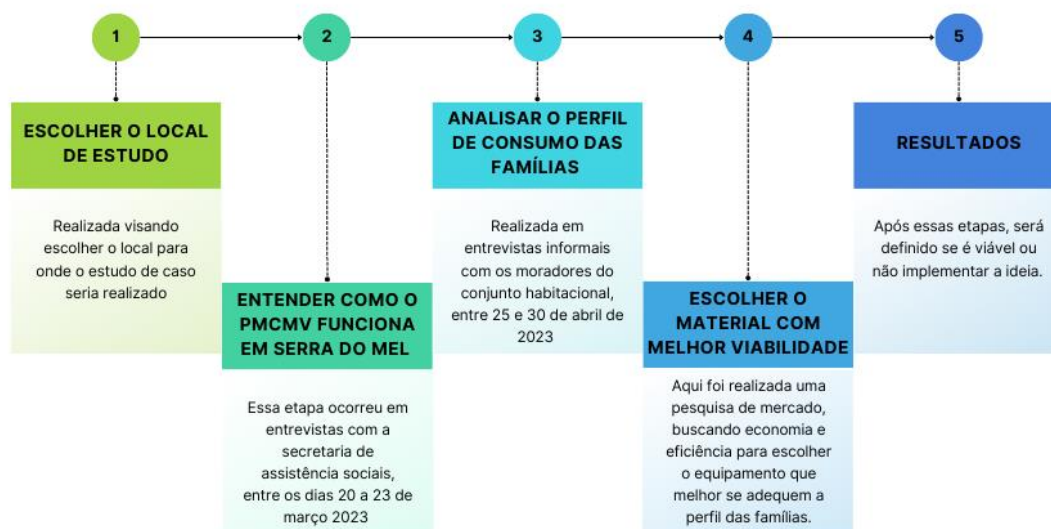 1
2
3
4
5
ESCOLHER O LOCAL
DE ESTUDO
Realizada visando
escolher o local para
onde o estudo de caso
seria realizado
ENTENDER COMO O
PMCMV FUNCIONA
EM SERRA DO MEL
Essa etapa ocorreu em
entrevistas com a
secretaria de
assistência sociais,
entre os dias 20 a 23 de
março 2023
ANALISAR O PERFIL
DE CONSUMO DAS
FAMÍLIAS
Realizada em
entrevistas informais
com os moradores do
conjunto habitacional,
entre 25 e 30 de abril de
2023
ESCOLHER O
MATERIAL COM
MELHOR VIABILIDADE
Aqui foi realizada uma
pesquisa de mercado,
buscando economia e
eficiência para escolher
o equipamento que
melhor se adequem a
perfil das famílias.
RESULTADOS
Após essas etapas, será
definido se é viável ou
não implementar a ideia.